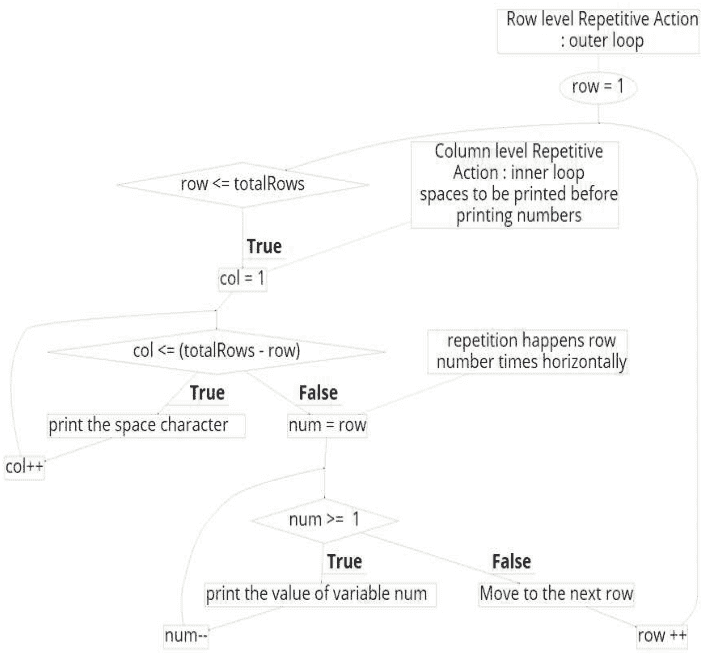 Row level Repetitive Action
: outer loop
row = 1
Column level Repetitive
Action : inner loop
spaces to be printed before
printing numbers
row <= totalRows
True
col = 1
col <= (totalRows - row)
repetition happens row
number times horizontally
True
False
print the space character
num = row
col++
num >= 1
True
False
print the value of variable num
Move to the next row
num--
row ++